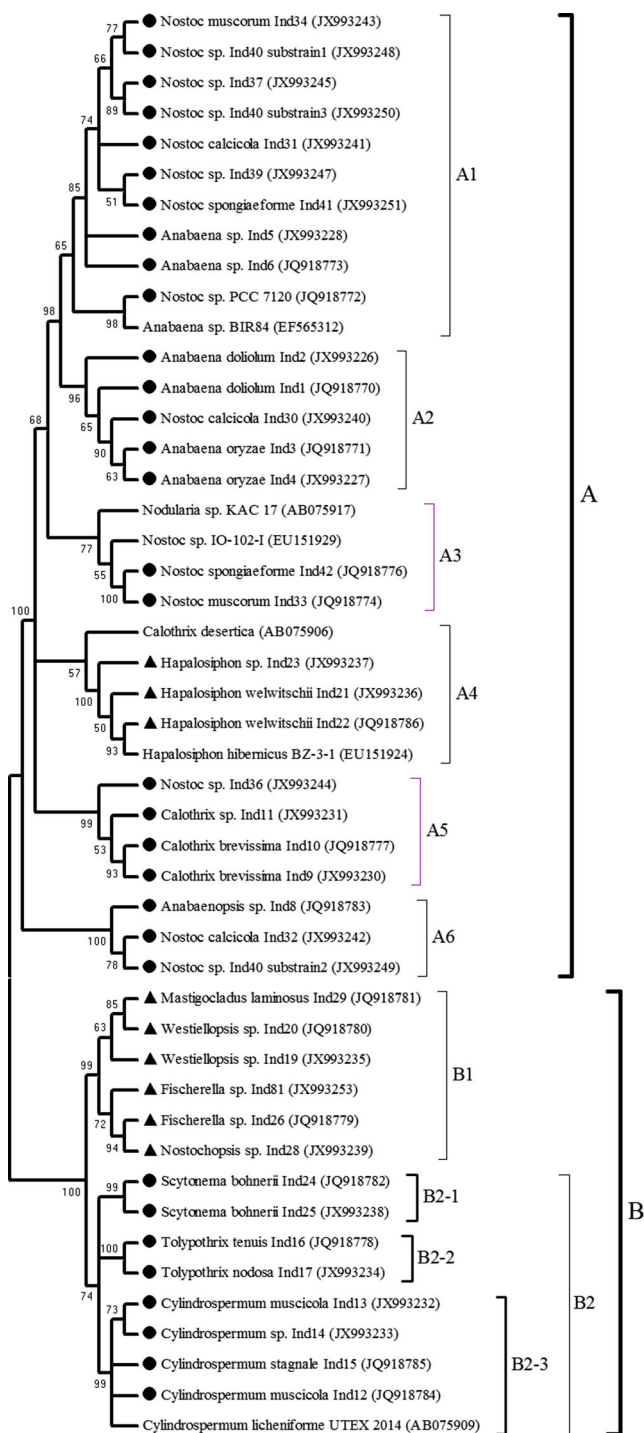 77 Nostoc muscorum Ind34 (JX993243)
66 Nostoc sp. Ind40 substrain1 (JX993248)
Nostoc sp. Ind37 (JX993245)
89 Nostoc sp. Ind40 substrain3 (JX993250)
74 Nostoc calcicola Ind31 (JX993241)
Nostoc sp. Ind39 (JX993247)
A1
85 51 Nostoc spongiaeforme Ind41 (JX993251)
Anabaena sp. Ind5 (JX993228)
65 Anabaena sp. Ind6 (JQ918773)
Nostoc sp. PCC 7120 (JQ918772)
98 98 Anabaena sp. BIR84 (EF565312)
Anabaena doliolum Ind2 (JX993226)
96 Anabaena doliolum Ind1 (JQ918770)
68 65 Nostoc calcicola Ind30 (JX993240)
A2
90 Anabaena oryzae Ind3 (JQ918771)
63 Anabaena oryzae Ind4 (JX993227)
A
Nodularia sp. KAC 17 (AB075917)
77 Nostoc sp. IO-102-I (EU151929)
A3
55 Nostoc spongiaeforme Ind42 (JQ918776)
100 100 Nostoc muscorum Ind33 (JQ918774)
Calothrix desertica (AB075906)
57 Hapalosiphon sp. Ind23 (JX993237)
100 Hapalosiphon welwitschii Ind21 (JX993236)
A4
50 Hapalosiphon welwitschii Ind22 (JQ918786)
93 Hapalosiphon hibernicus BZ-3-1 (EU151924)
Nostoc sp. Ind36 (JX993244)
99 Calothrix sp. Ind11 (JX993231)
A5
53 Calothrix brevissima Ind10 (JQ918777)
93 Calothrix brevissima Ind9 (JX993230)
Anabaenopsis sp. Ind8 (JQ918783)
100 Nostoc calcicola Ind32 (JX993242)
A6
78 Nostoc sp. Ind40 substrain2 (JX993249)
85 Mastigocladus laminosus Ind29 (JQ918781)
63 Westiellopsis sp. Ind20 (JQ918780)
99 Westiellopsis sp. Ind19 (JX993235)
B1
Fischerella sp. Ind81 (JX993253)
72 Fischerella sp. Ind26 (JQ918779)
94 Nostochopsis sp. Ind28 (JX993239)
100 99 Scytonema bohnerii Ind24 (JQ918782)
B2-1
Scytonema bohnerii Ind25 (JX993238)
B
100 Tolypothrix tenuis Ind16 (JQ918778)
B2-2
74 Tolypothrix nodosa Ind17 (JX993234)
73 Cylindrospermum muscicola Ind13 (JX993232)
B2
Cylindrospermum sp. Ind14 (JX993233)
B2-3
99 Cylindrospermum stagnale Ind15 (JQ918785)
Cylindrospermum muscicola Ind12 (JQ918784)
Cylindrospermum licheniforme UTEX 2014 (AB075909)